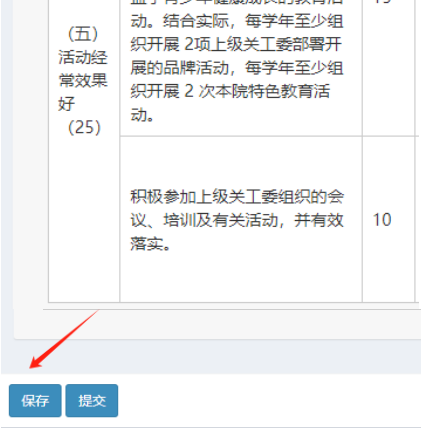 动。结合实际，每学年至少组
织开展 2项上级关工委部署开
展的品牌活动，每学年至少组
织开展 2 次本院特色教育活
动。
（五）
活动经
常效果
好
（25）
积极参加上级关工委组织的会
议、培训及有关活动，并有效
落实。
10
保存
提交